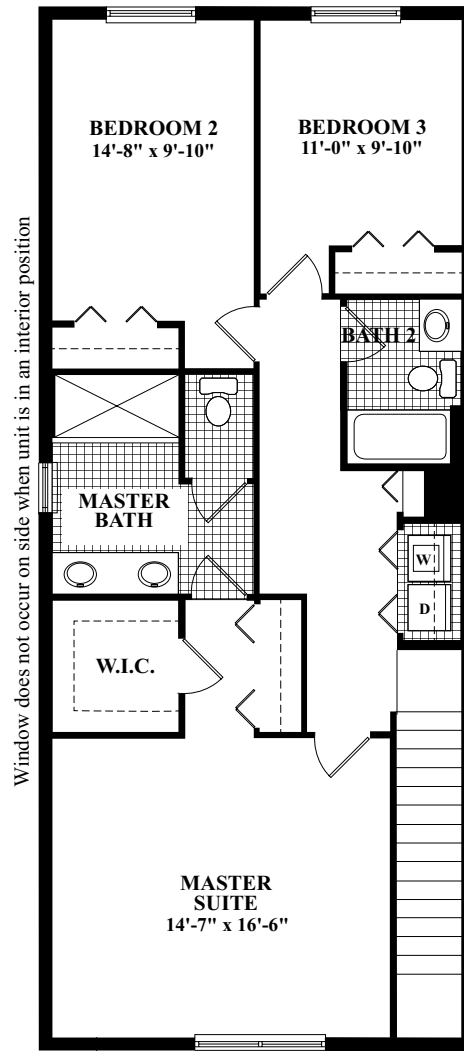 BEDROOM 2
14'-8" x 9'-10"
BEDROOM 3
11'-0" x 9'-10"
Window does not occur on side when unit is in an interior position
BATH 2
MASTER
BATH
W
D
W.I.C.
MASTER
SUITE
14'-7" x 16'-6"